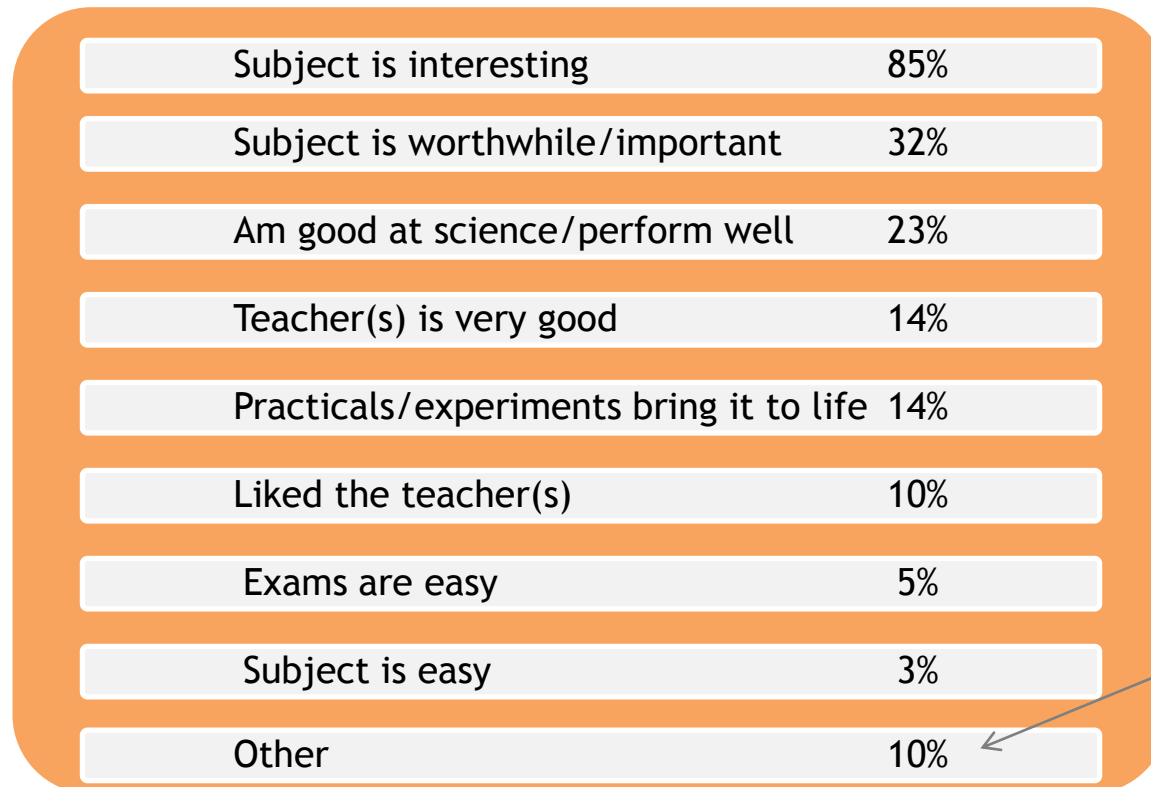 Subject is interesting 85%
Subject is worthwhile/important 32%
Am good at science/perform well 23%
Teacher(s) is very good 14%
Practicals/experiments bring it to life 14%
Liked the teacher(s) 10%
Exams are easy 5%
Subject is easy 3%
Other 10%